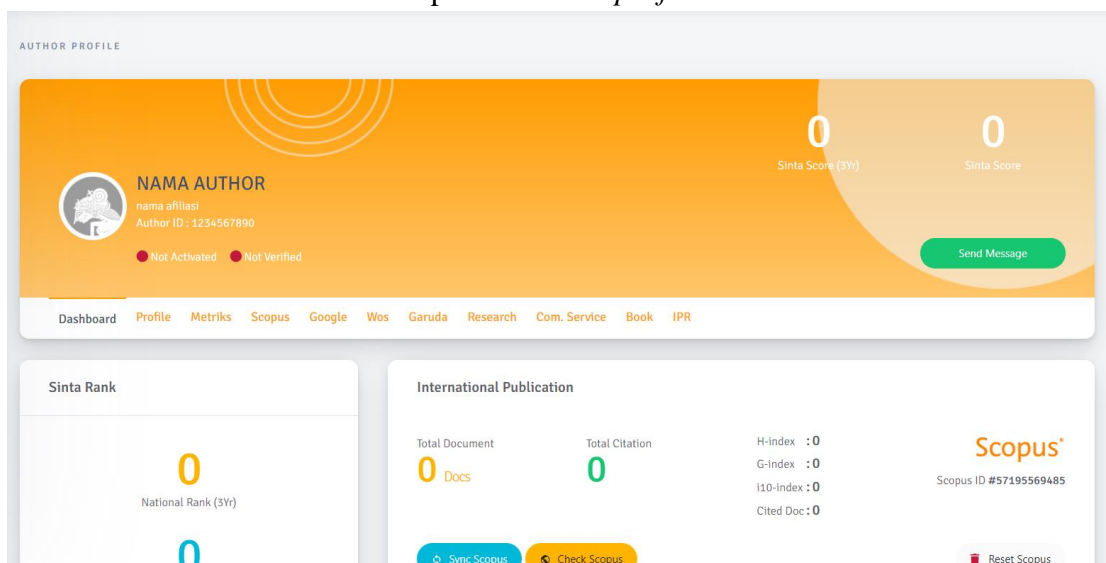 AUTHOR PROFILE
0
Sinta Score (3Yr)
0
Sinta Score
NAMA AUTHOR
nama afiliasi
Author ID : 1234567890
Not Activated Not Verified
Send Message
Dashboard Profile Metriks Scopus Google Wos Garuda Research Com. Service Book IPR
Sinta Rank
0
National Rank (3Yr)
0
International Publication
Total Document
0 Docs
Total Citation
0
H-index : 0
G-index : 0
i10-index : 0
Cited Doc : 0
Scopus
Scopus ID #57195569485
Sync Scopus Check Scopus Reset Scopus